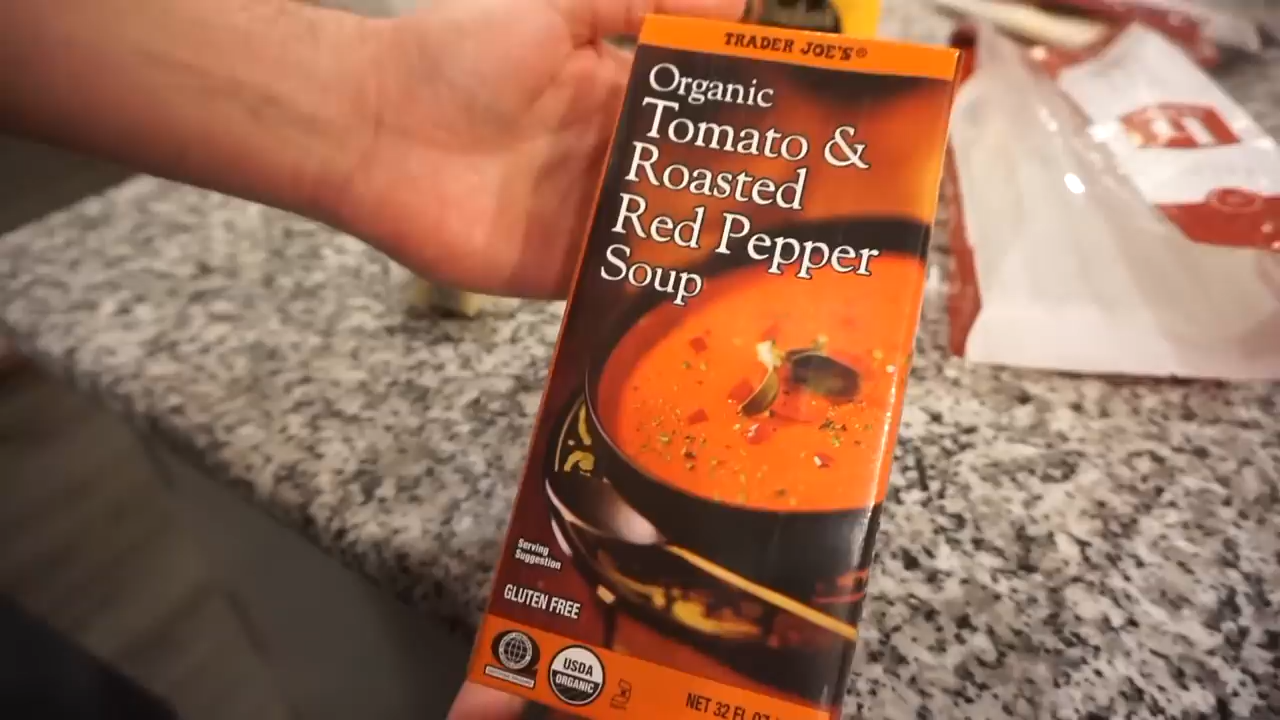 TRADER JOE'S®
Organic
Tomato &
Roasted
Red Pepper
Soup
Serving
Suggestion
GLUTEN FREE
USDA
ORGANIC
NET 32 FL